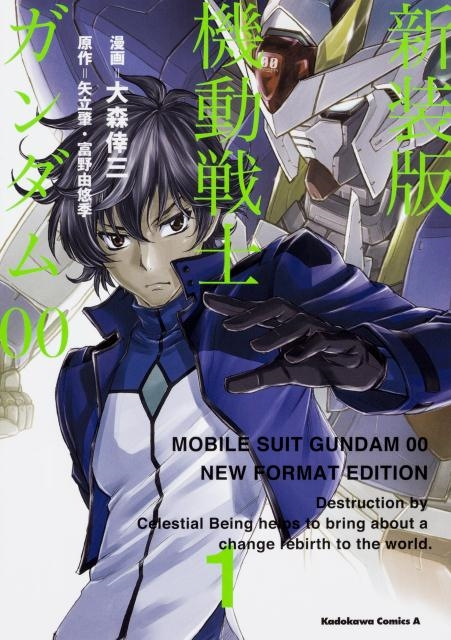 新装版
機動戦士
ガンダム00
漫画=大森倖三
原作=矢立肇・富野由悠季
00
MOBILE SUIT GUNDAM 00
NEW FORMAT EDITION
Destruction by
Celestial Being helps to bring about a
change rebirth to the world.
1
Kadokawa Comics A